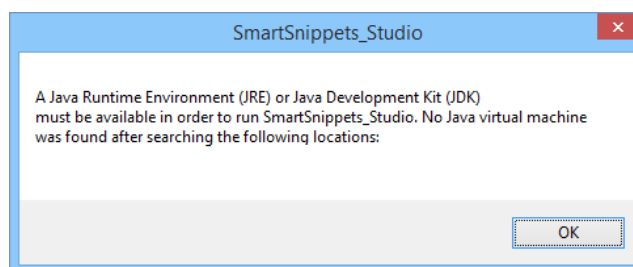 SmartSnippets_Studio
A Java Runtime Environment (JRE) or Java Development Kit (JDK)
must be available in order to run SmartSnippets_Studio. No Java virtual machine
was found after searching the following locations:
OK